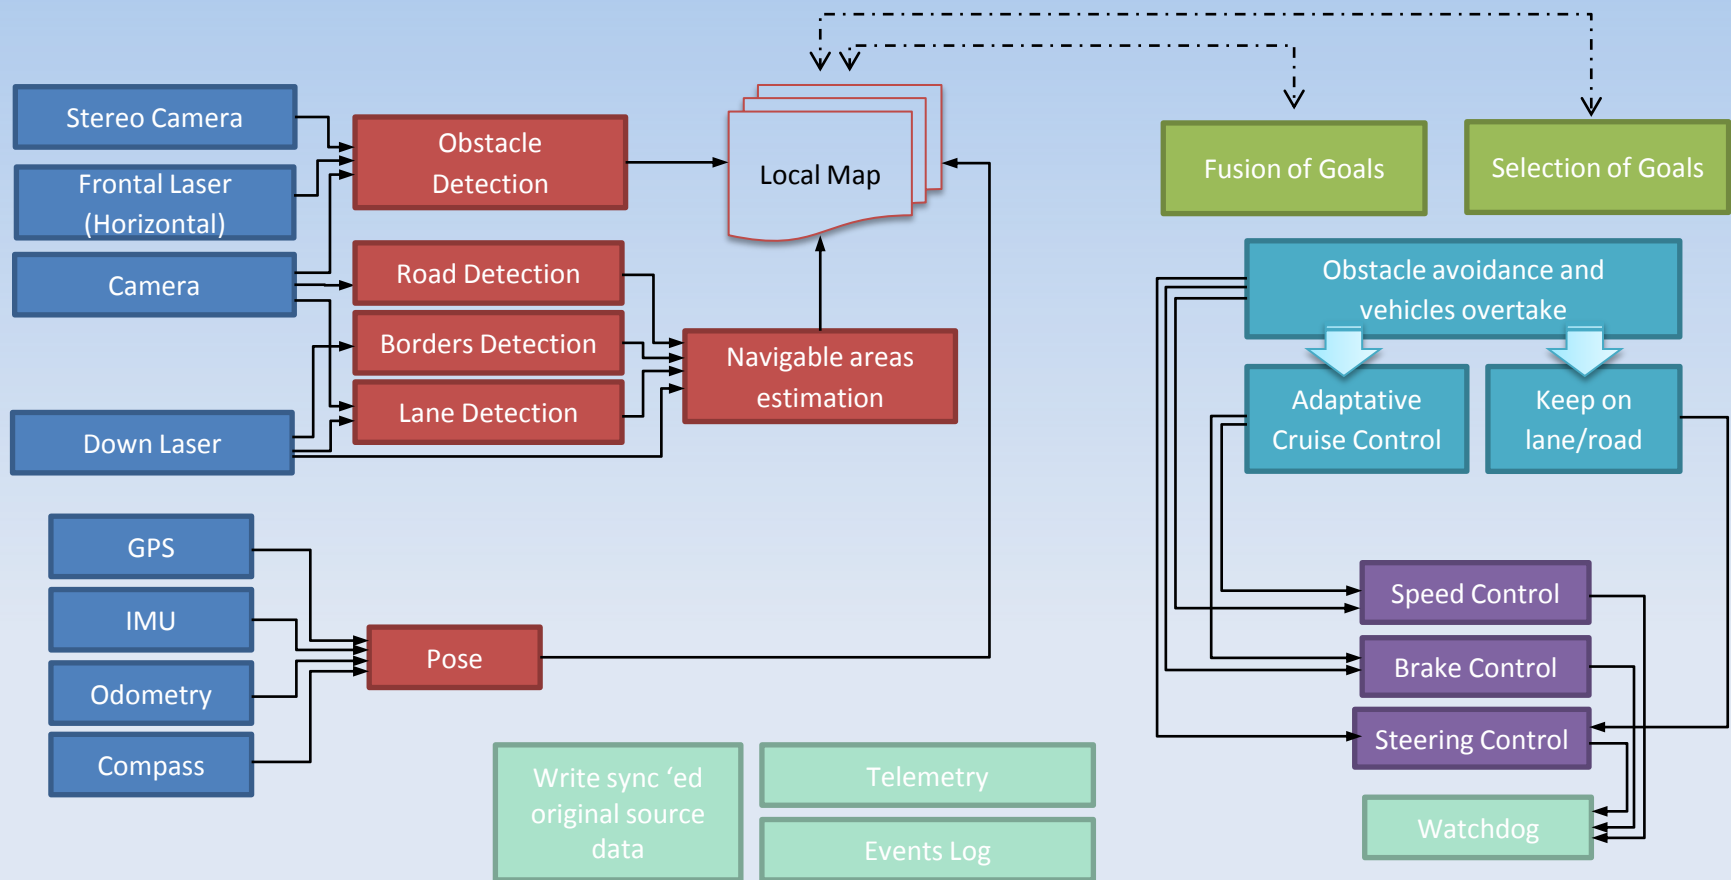 Stereo Camera
Frontal Laser
(Horizontal)
Camera
Down Laser
GPS
IMU
Odometry
Compass
Obstacle
Detection
Road Detection
Borders Detection
Lane Detection
Navigable areas
estimation
Pose
Local Map
Write sync ‘ed
original source
data
Telemetry
Events Log
Fusion of Goals
Selection of Goals
Obstacle avoidance and
vehicles overtake
Adaptative
Cruise Control
Keep on
lane/road
Speed Control
Brake Control
Steering Control
Watchdog